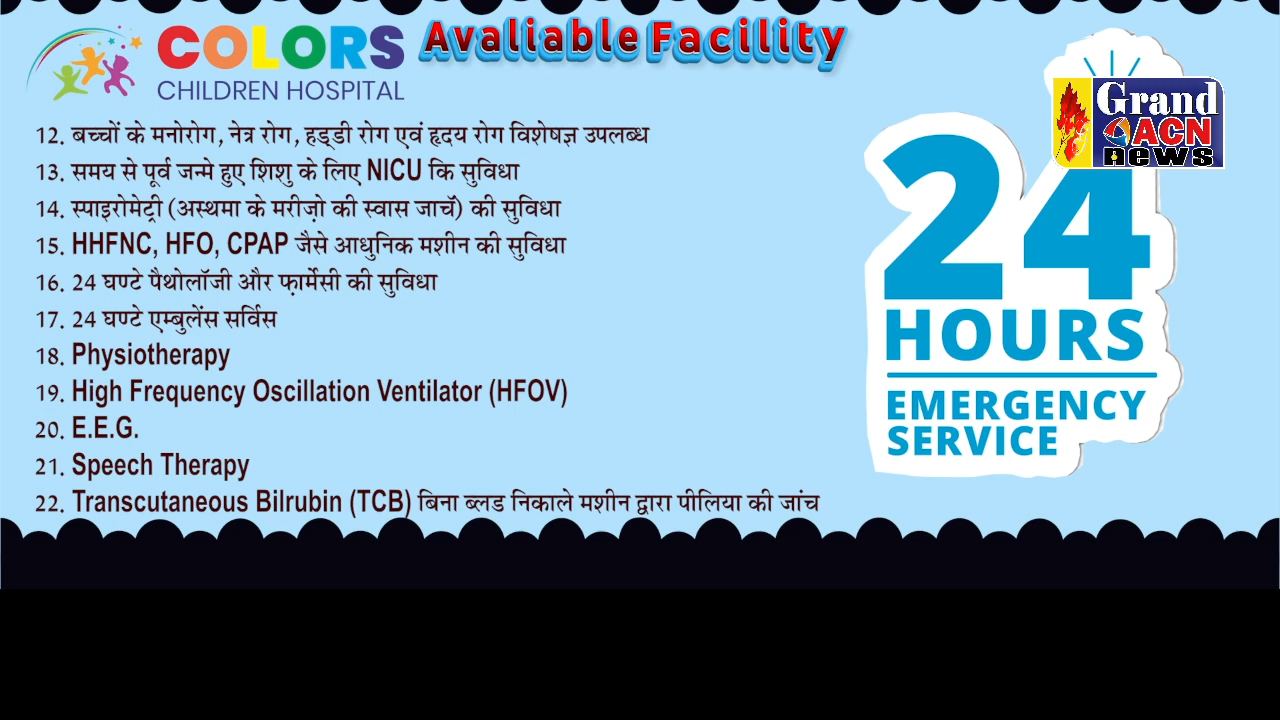 COLORS
CHILDREN HOSPITAL
Avaliable Facility
12. बच्चों के मनोरोग, नेत्र रोग, हड्डी रोग एवं हृदय रोग विशेषज्ञ उपलब्ध
13. समय से पूर्व जन्मे हुए शिशु के लिए NICU कि सुविधा
14. स्पाइरोमेट्री (अस्थमा के मरीज़ो की स्वास जाचॅ) की सुविधा
15. HHFNC, HFO, CPAP जैसे आधुनिक मशीन की सुविधा
16. 24 घण्टे पैथोलॉजी और फ़ार्मेसी की सुविधा
17. 24 घण्टे एम्बुलेंस सर्विस
18. Physiotherapy
19. High Frequency Oscillation Ventilator (HFOV)
20. E.E.G.
21. Speech Therapy
22. Transcutaneous Bilrubin (TCB) बिना ब्लड निकाले मशीन द्वारा पीलिया की जांच
Grand
ACN
news
24
HOURS
EMERGENCY
SERVICE